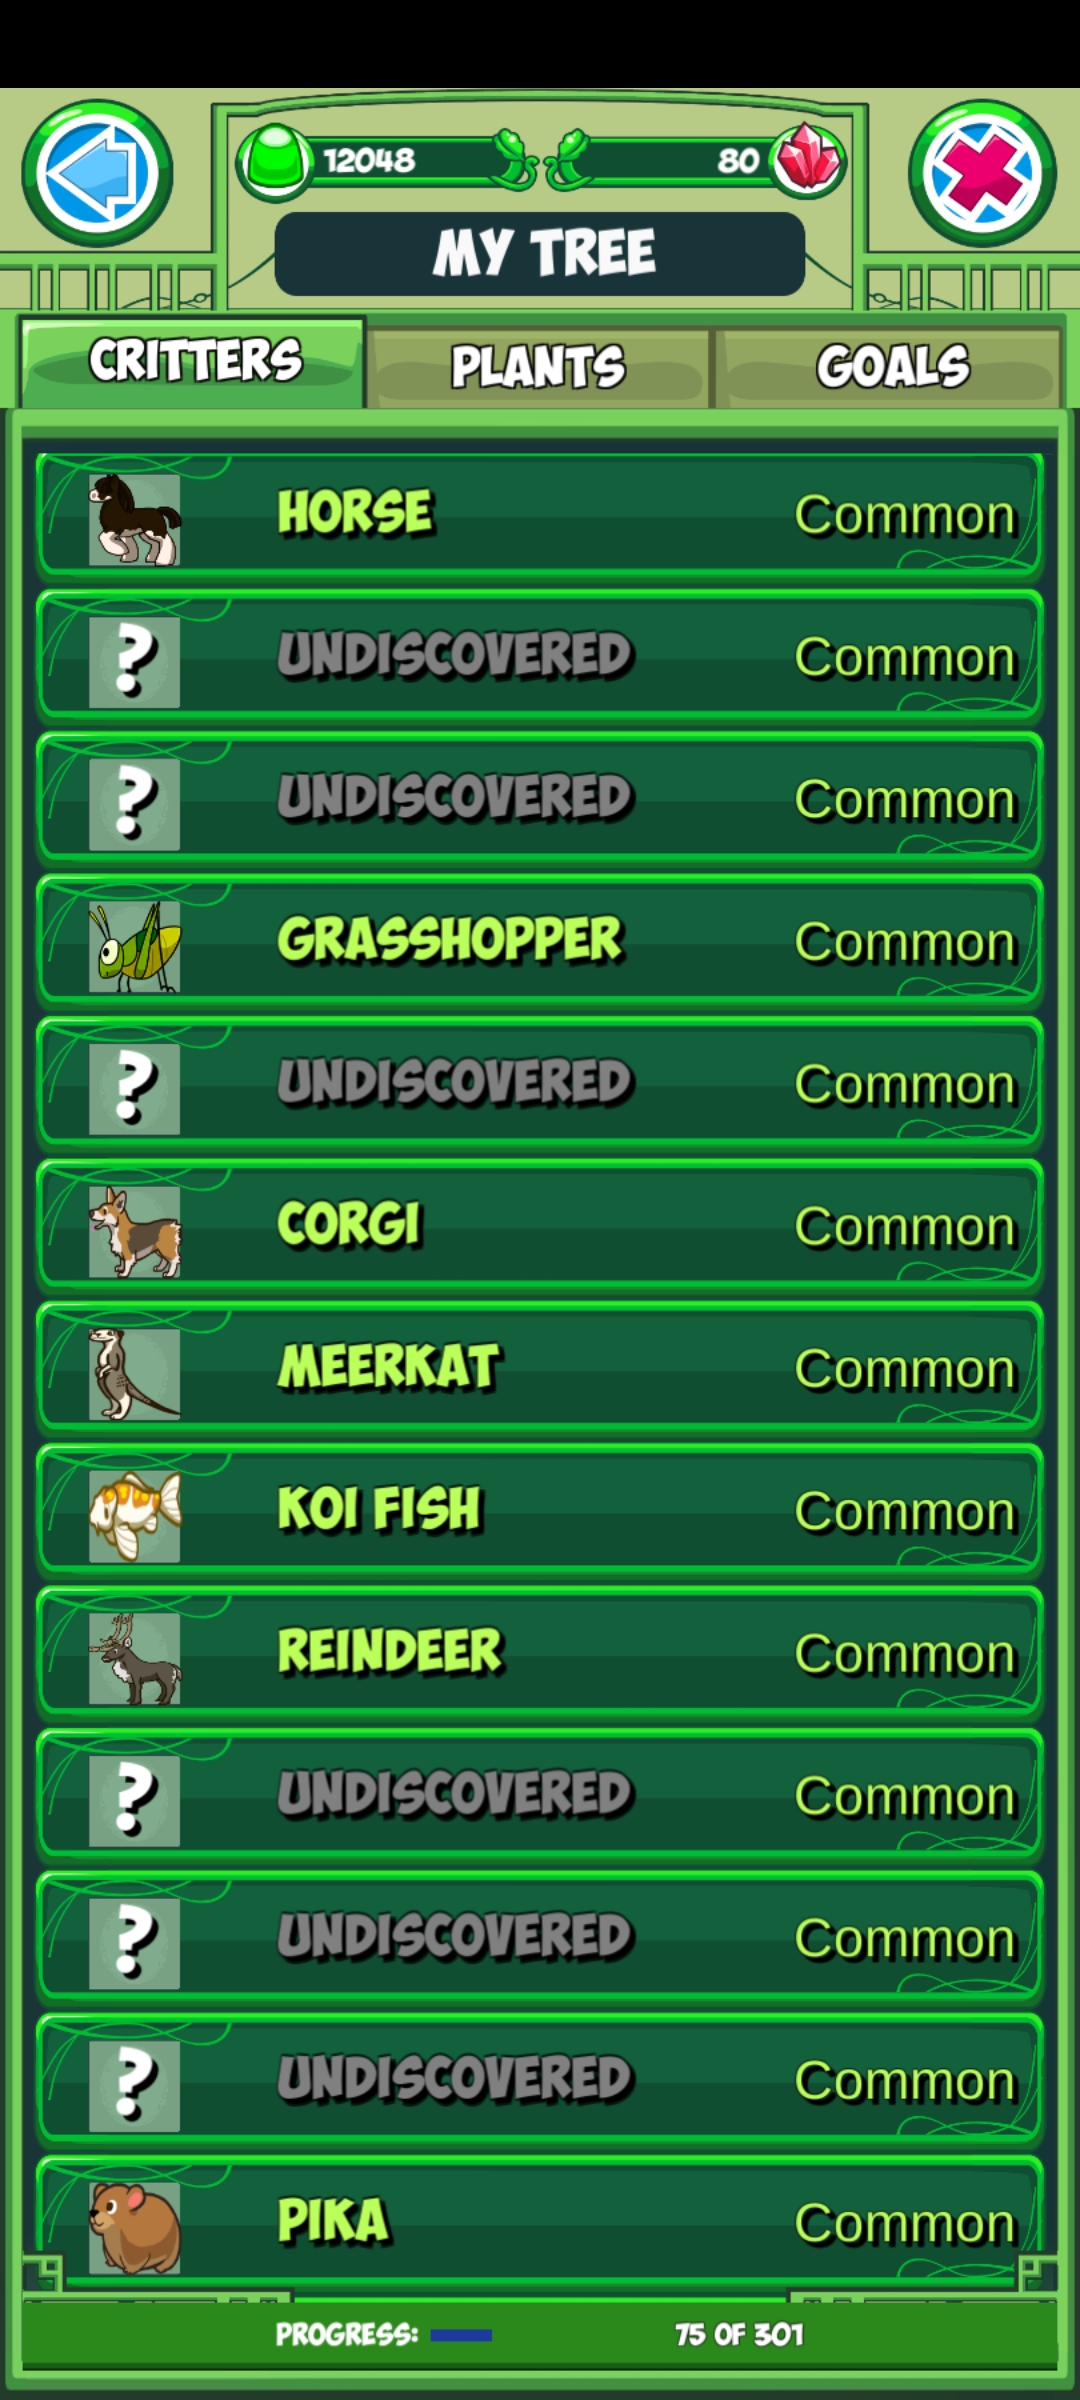 12048
80
MY TREE
CRITTERS
PLANTS
GOALS
HORSE Common
? UNDISCOVERED Common
? UNDISCOVERED Common
GRASSHOPPER Common
? UNDISCOVERED Common
CORGI Common
MEERKAT Common
KOI FISH Common
REINDEER Common
? UNDISCOVERED Common
? UNDISCOVERED Common
? UNDISCOVERED Common
PIKA Common
PROGRESS: 75 OF 301